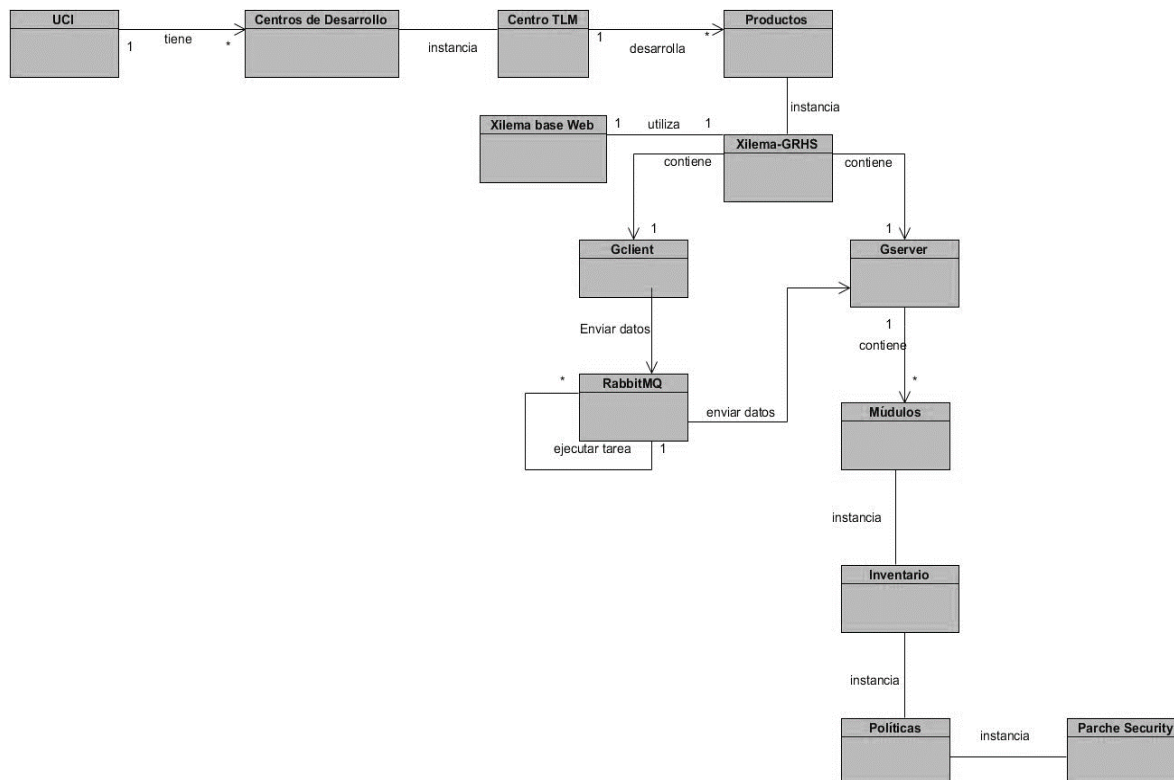 UCI
Centros de Desarrollo
Centro TLM
Productos
1
tiene
*
instancia
1
desarrolla
*
instancia
Xilema base Web
1
utiliza
1
Xilema-GRHS
contiene
contiene
1
1
Gclient
Gserver
Enviar datos
1
contiene
*
*
RabbitMQ
enviar datos
Mùdulos
ejecutar tarea
1
instancia
Inventario
instancia
Políticas
instancia
Parche Security